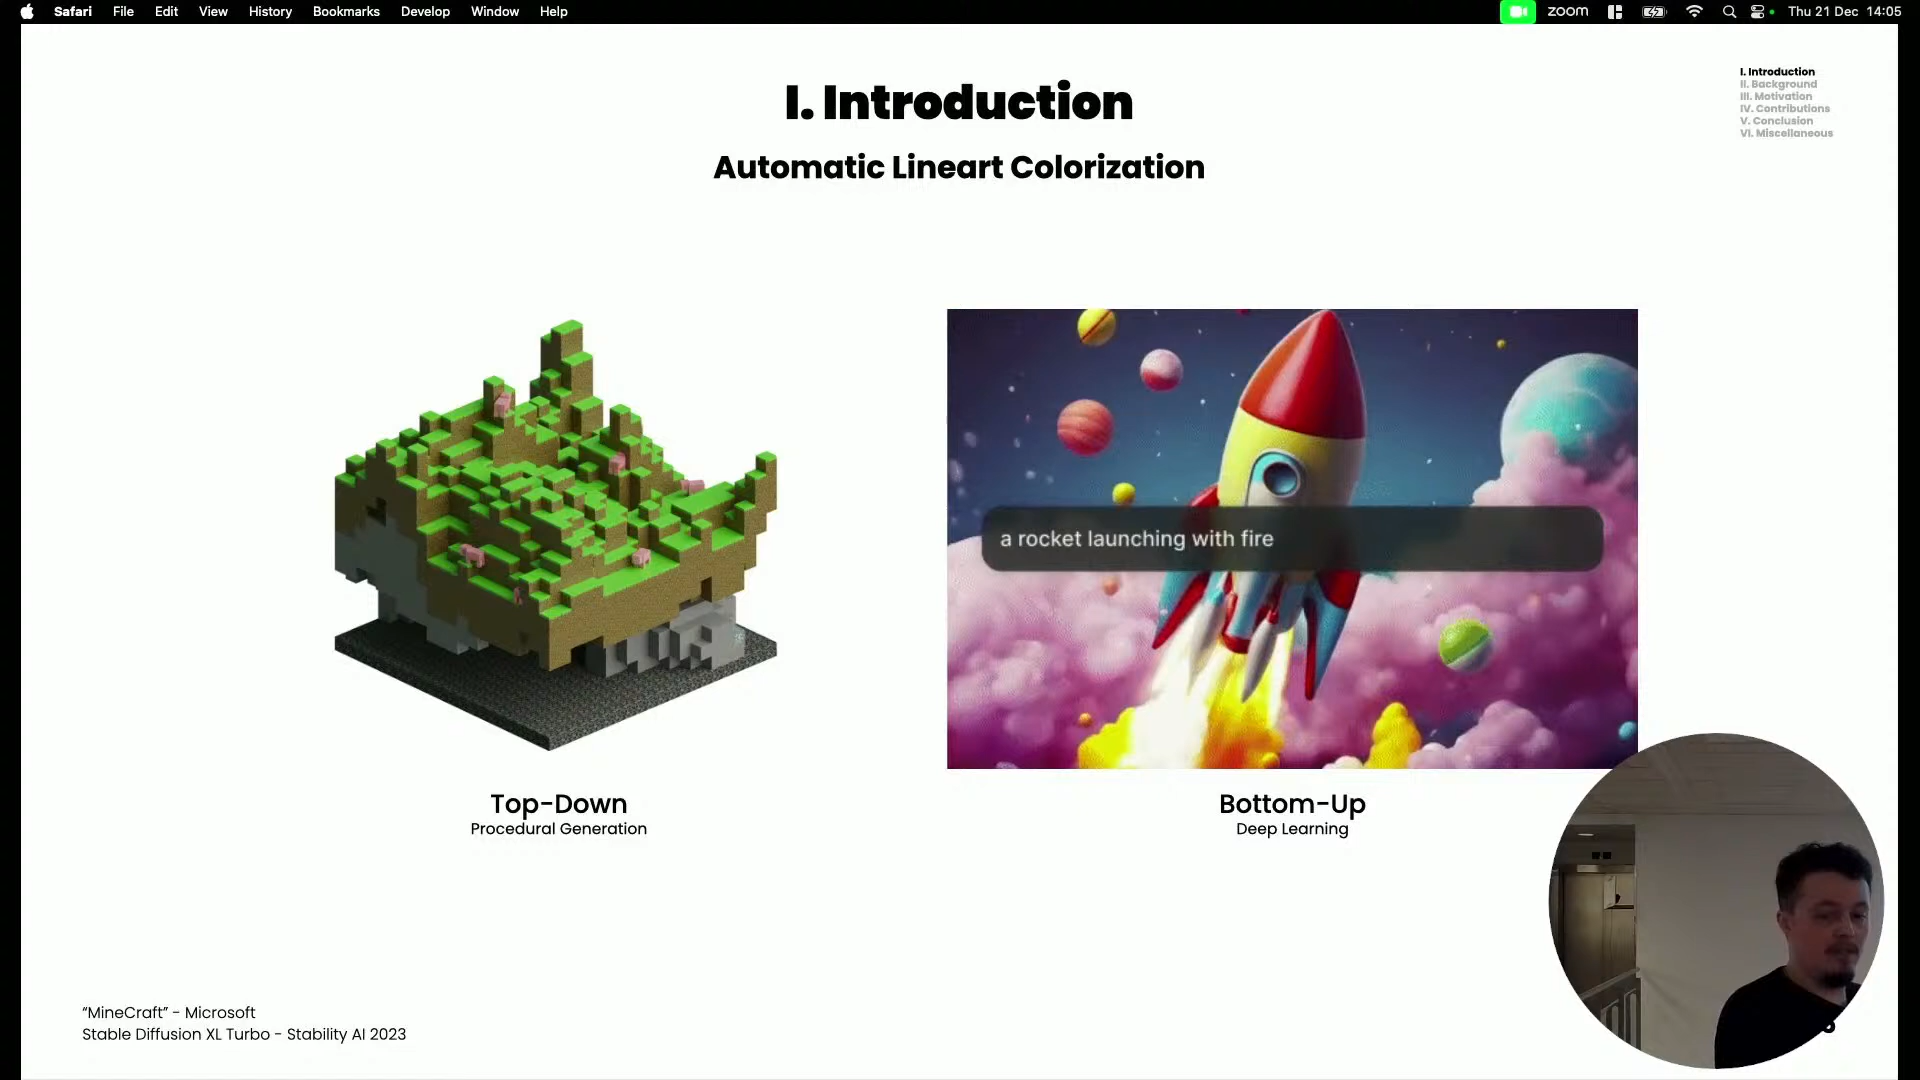 Safari File Edit View History Bookmarks Develop Window Help
zoom Thu 21 Dec 14:05
I. Introduction
Automatic Lineart Colorization
I. Introduction
II. Background
III. Motivation
IV. Contributions
V. Conclusion
VI. Miscellaneous
a rocket launching with fire
Top-Down
Procedural Generation
Bottom-Up
Deep Learning
“MineCraft” - Microsoft
Stable Diffusion XL Turbo - Stability AI 2023